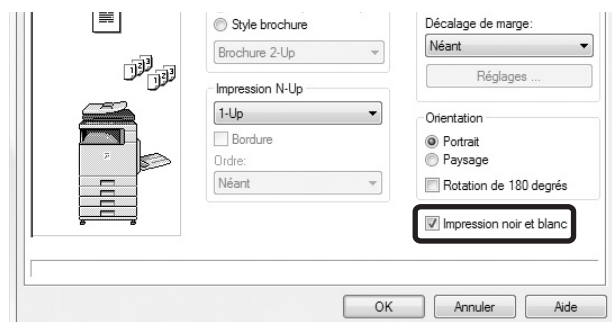 Style brochure
Brochure 2-Up
Impression N-Up
1-Up
Bordure
Ordre:
Néant
Décalage de marge:
Néant
Réglages ...
Orientation
Portrait
Paysage
Rotation de 180 degrés
Impression noir et blanc
OK
Annuler
Aide